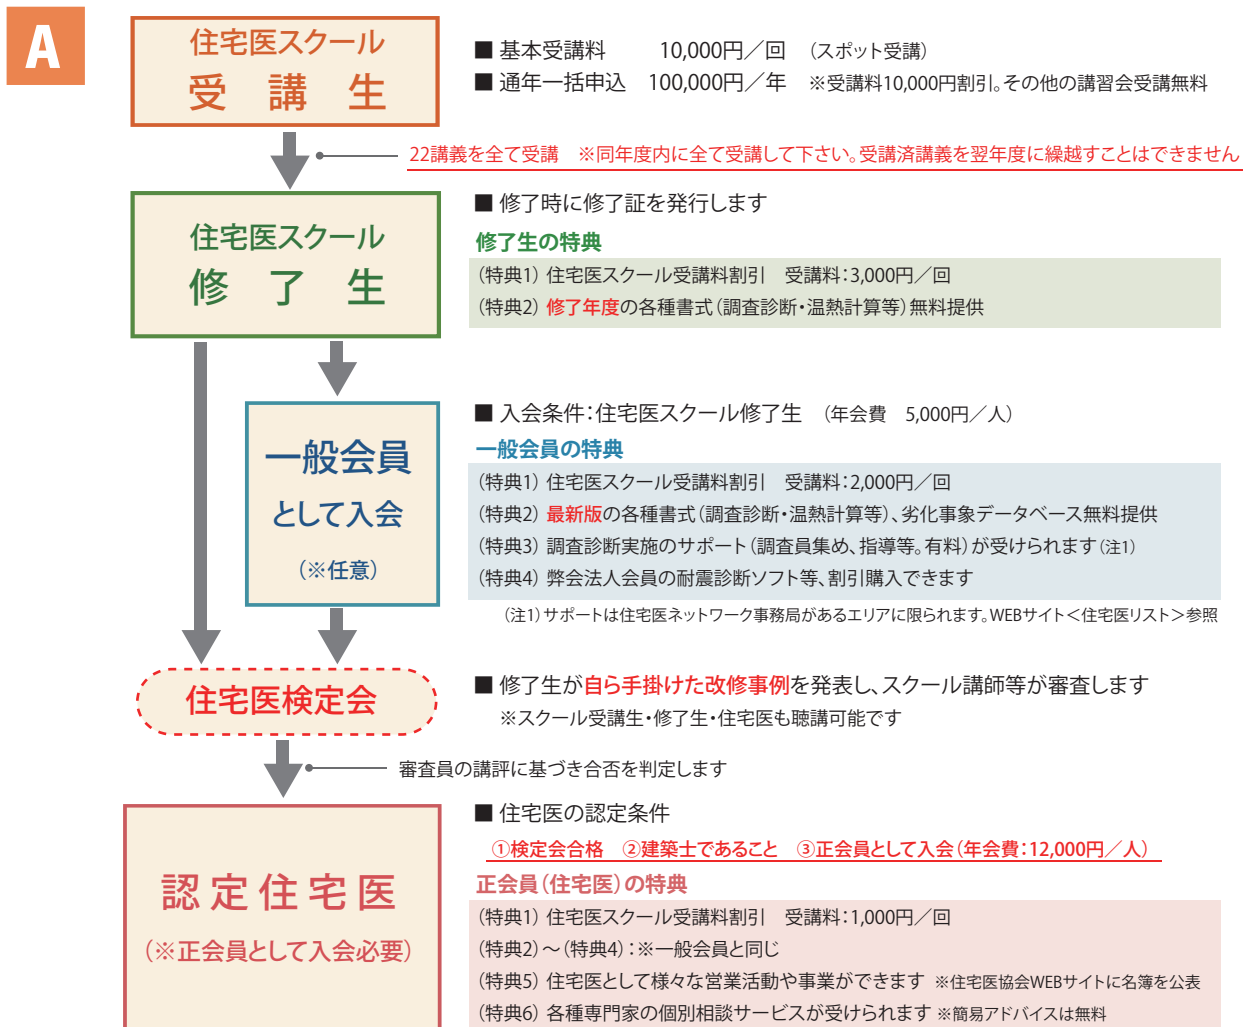 A
住宅医スクール
受 講 生
■ 基本受講料 10,000円／回 （スポット受講）
■ 通年一括申込 100,000円／年 ※受講料10,000円割引。その他の講習会受講無料
22講義を全て受講 ※同年度内に全て受講して下さい。受講済講義を翌年度に繰越すことはできません
住宅医スクール
修 了 生
■ 修了時に修了証を発行します
修了生の特典
（特典1） 住宅医スクール受講料割引 受講料：3,000円／回
（特典2） 修了年度の各種書式（調査診断・温熱計算等）無料提供
一般会員
として入会
（※任意）
■ 入会条件：住宅医スクール修了生 （年会費 5,000円／人）
一般会員の特典
（特典1） 住宅医スクール受講料割引 受講料：2,000円／回
（特典2） 最新版の各種書式（調査診断・温熱計算等）、劣化事象データベース無料提供
（特典3） 調査診断実施のサポート（調査員集め、指導等。有料）が受けられます（注1）
（特典4） 弊会法人会員の耐震診断ソフト等、割引購入できます
（注1）サポートは住宅医ネットワーク事務局があるエリアに限られます。WEBサイト＜住宅医リスト＞参照
住宅医検定会
■ 修了生が自ら手掛けた改修事例を発表し、スクール講師等が審査します
※スクール受講生・修了生・住宅医も聴講可能です
審査員の講評に基づき合否を判定します
認定住宅医
（※正会員として入会必要）
■ 住宅医の認定条件
①検定会合格 ②建築士であること ③正会員として入会（年会費：12,000円／人）
正会員（住宅医）の特典
（特典1） 住宅医スクール受講料割引 受講料：1,000円／回
（特典2）～（特典4）：※一般会員と同じ
（特典5） 住宅医として様々な営業活動や事業ができます ※住宅医協会WEBサイトに名簿を公表
（特典6） 各種専門家の個別相談サービスが受けられます ※簡易アドバイスは無料